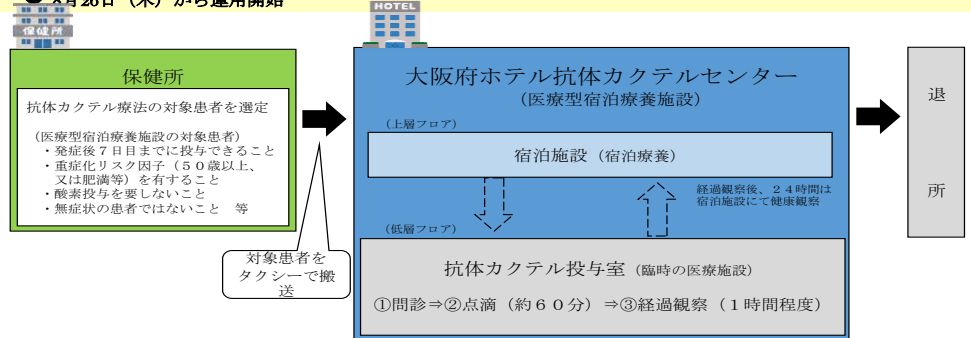 ● 8月26日（木）から運用開始
保健所
HOTEL
保健所
抗体カクテル療法の対象患者を選定
（医療型宿泊療養施設の対象患者）
・発症後７日目までに投与できること
・重症化リスク因子（５０歳以上、
又は肥満等）を有すること
・酸素投与を要しないこと
・無症状の患者ではないこと　等
対象患者を
タクシーで搬
送
大阪府ホテル抗体カクテルセンター
（医療型宿泊療養施設）
（上層フロア）
宿泊施設（宿泊療養）
経過観察後、２４時間は
宿泊施設にて健康観察
（低層フロア）
抗体カクテル投与室（臨時の医療施設）
①問診⇒②点滴（約６０分）⇒③経過観察（１時間程度）
退
所